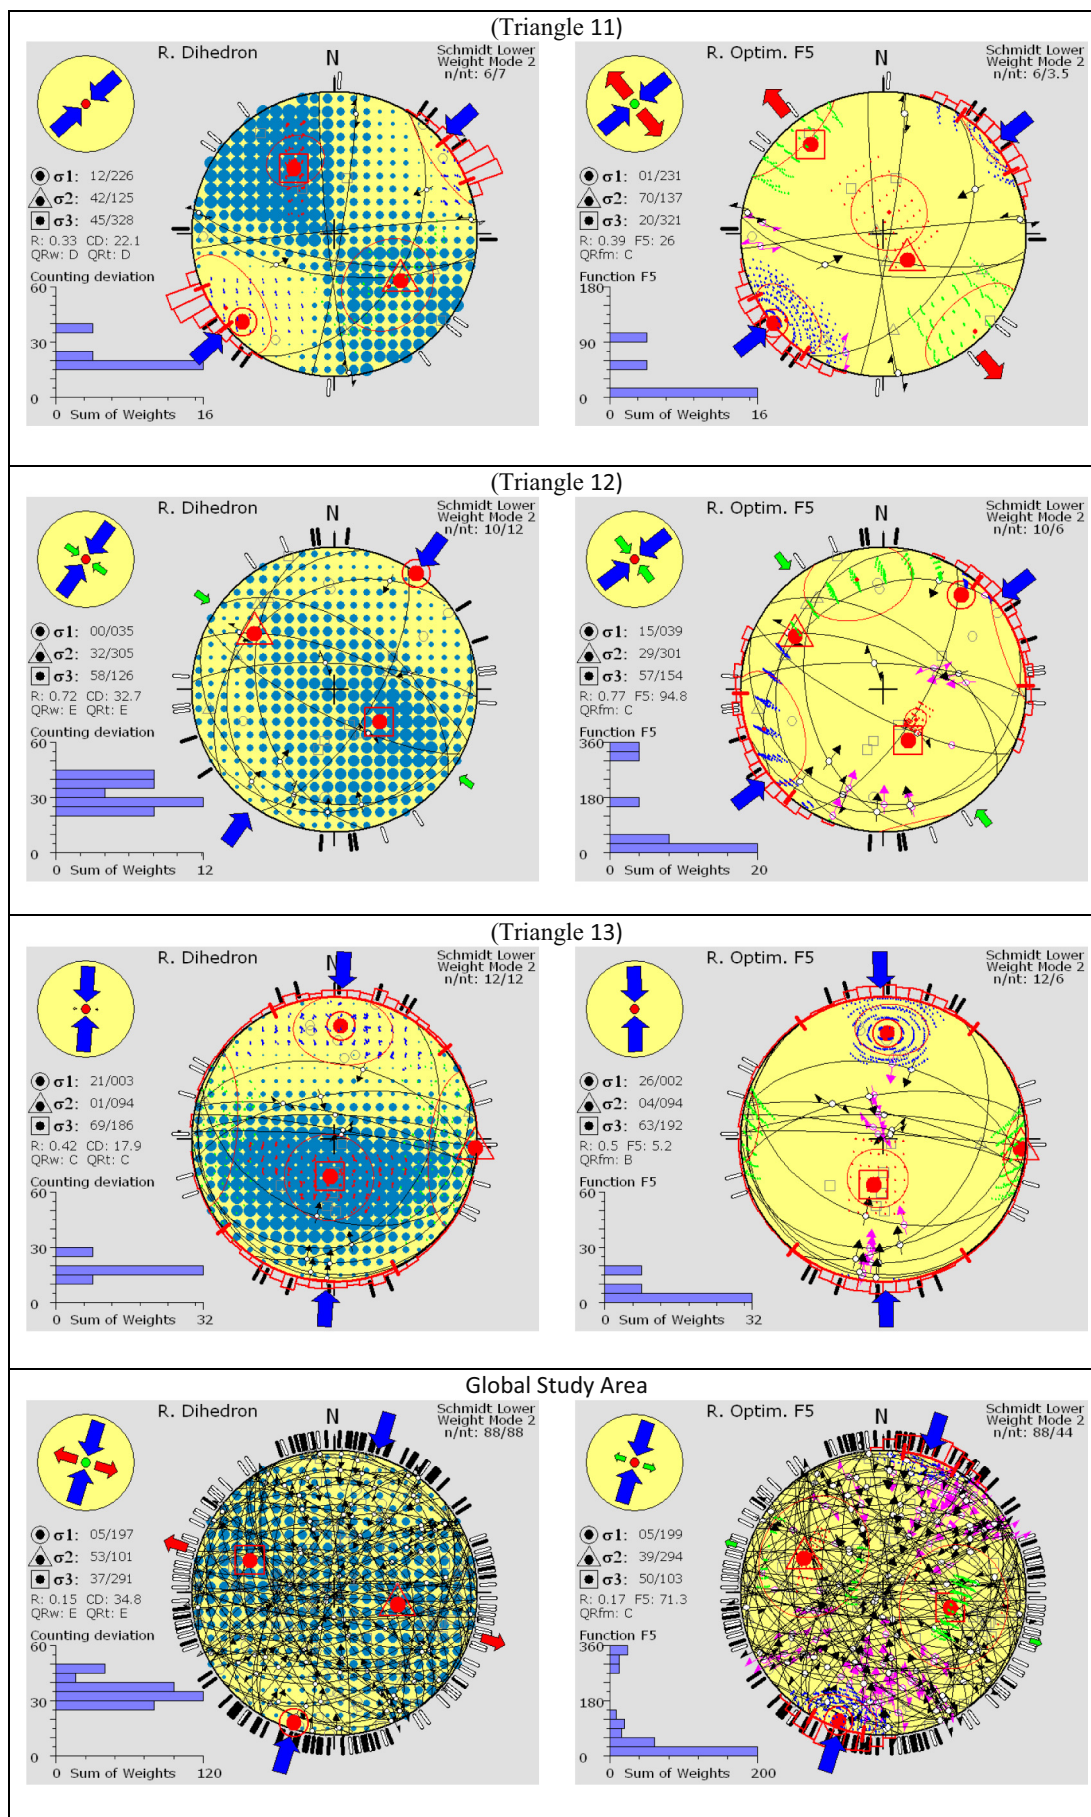 (Triangle 11)
R. Dihedron
N
Schmidt Lower
Weight Mode 2
n/nt: 6/7
σ1: 12/226
σ2: 42/125
σ3: 45/328
R: 0.33 CD: 22.1
QRw: D QRt: D
Counting deviation
60
30
0
0 Sum of Weights 16
R. Optim. F5
N
Schmidt Lower
Weight Mode 2
n/nt: 6/3.5
σ1: 01/231
σ2: 70/137
σ3: 20/321
R: 0.39 F5: 26
QRfm: C
Function F5
180
90
0
0 Sum of Weights 16
(Triangle 12)
R. Dihedron
N
Schmidt Lower
Weight Mode 2
n/nt: 10/12
σ1: 00/035
σ2: 32/305
σ3: 58/126
R: 0.72 CD: 32.7
QRw: E QRt: E
Counting deviation
60
30
0
0 Sum of Weights 12
R. Optim. F5
N
Schmidt Lower
Weight Mode 2
n/nt: 10/6
σ1: 15/039
σ2: 29/301
σ3: 57/154
R: 0.77 F5: 94.8
QRfm: C
Function F5
360
180
0
0 Sum of Weights 20
(Triangle 13)
R. Dihedron
N
Schmidt Lower
Weight Mode 2
n/nt: 12/12
σ1: 21/003
σ2: 01/094
σ3: 69/186
R: 0.42 CD: 17.9
QRw: C QRt: C
Counting deviation
60
30
0
0 Sum of Weights 32
R. Optim. F5
N
Schmidt Lower
Weight Mode 2
n/nt: 12/6
σ1: 26/002
σ2: 04/094
σ3: 63/192
R: 0.5 F5: 5.2
QRfm: B
Function F5
60
30
0
0 Sum of Weights 32
Global Study Area
R. Dihedron
N
Schmidt Lower
Weight Mode 2
n/nt: 88/88
σ1: 05/197
σ2: 53/101
σ3: 37/291
R: 0.15 CD: 34.8
QRw: E QRt: E
Counting deviation
60
30
0
0 Sum of Weights 120
R. Optim. F5
N
Schmidt Lower
Weight Mode 2
n/nt: 88/44
σ1: 05/199
σ2: 39/294
σ3: 50/103
R: 0.17 F5: 71.3
QRfm: C
Function F5
360
180
0
0 Sum of Weights 200